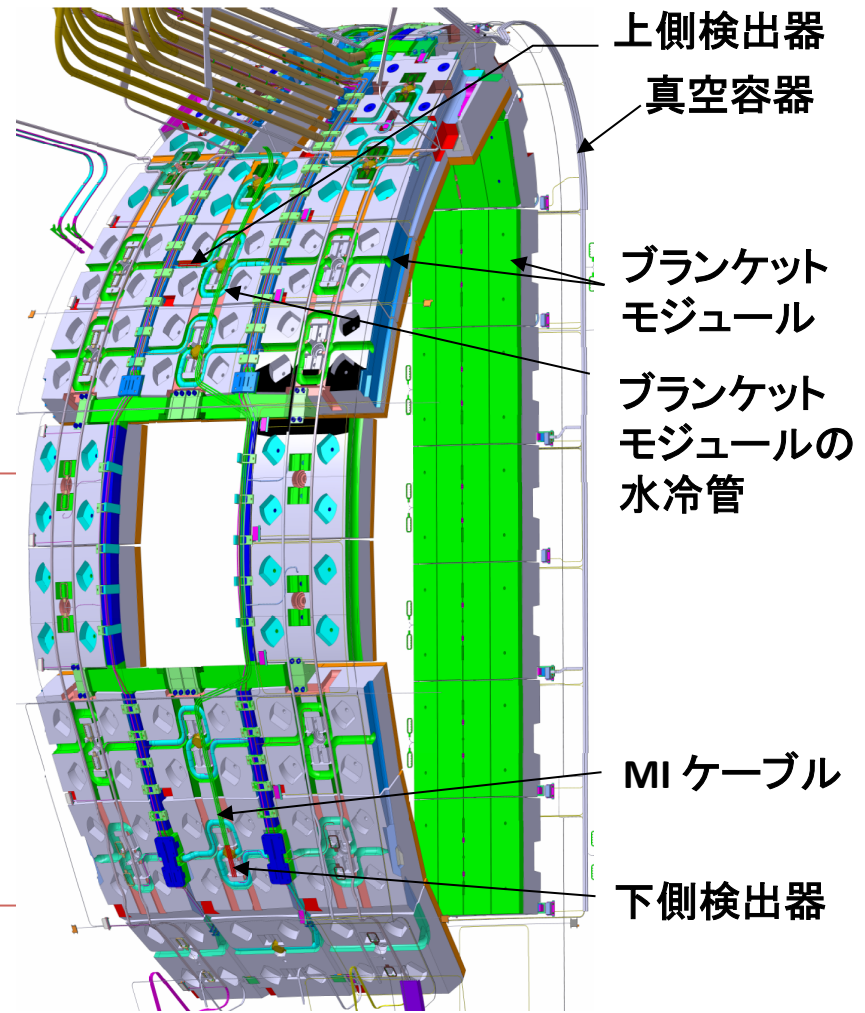 上側検出器
真空容器
ブランケット
モジュール
ブランケット
モジュールの
水冷管
MI ケーブル
下側検出器